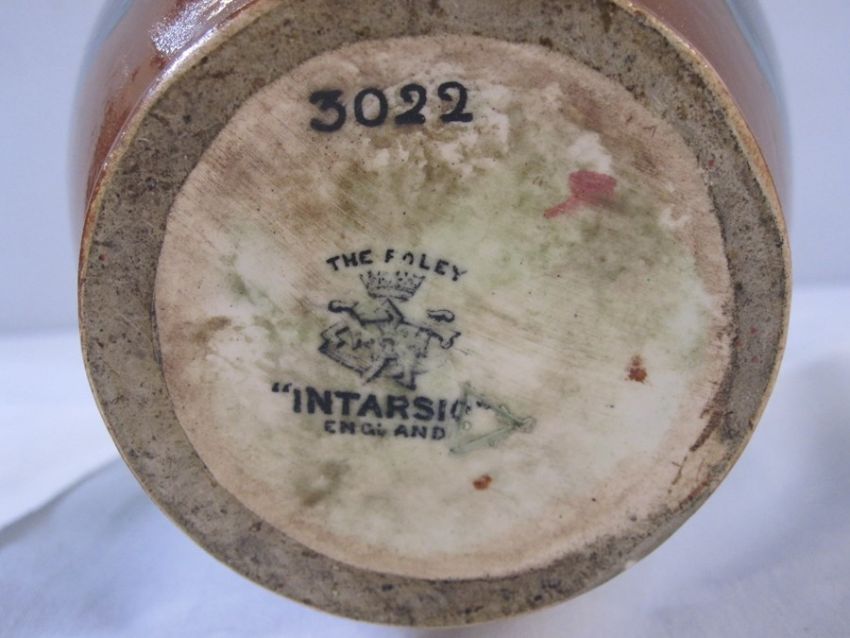 3022
THE FOLEY
"INTARSIO"
ENGLAND